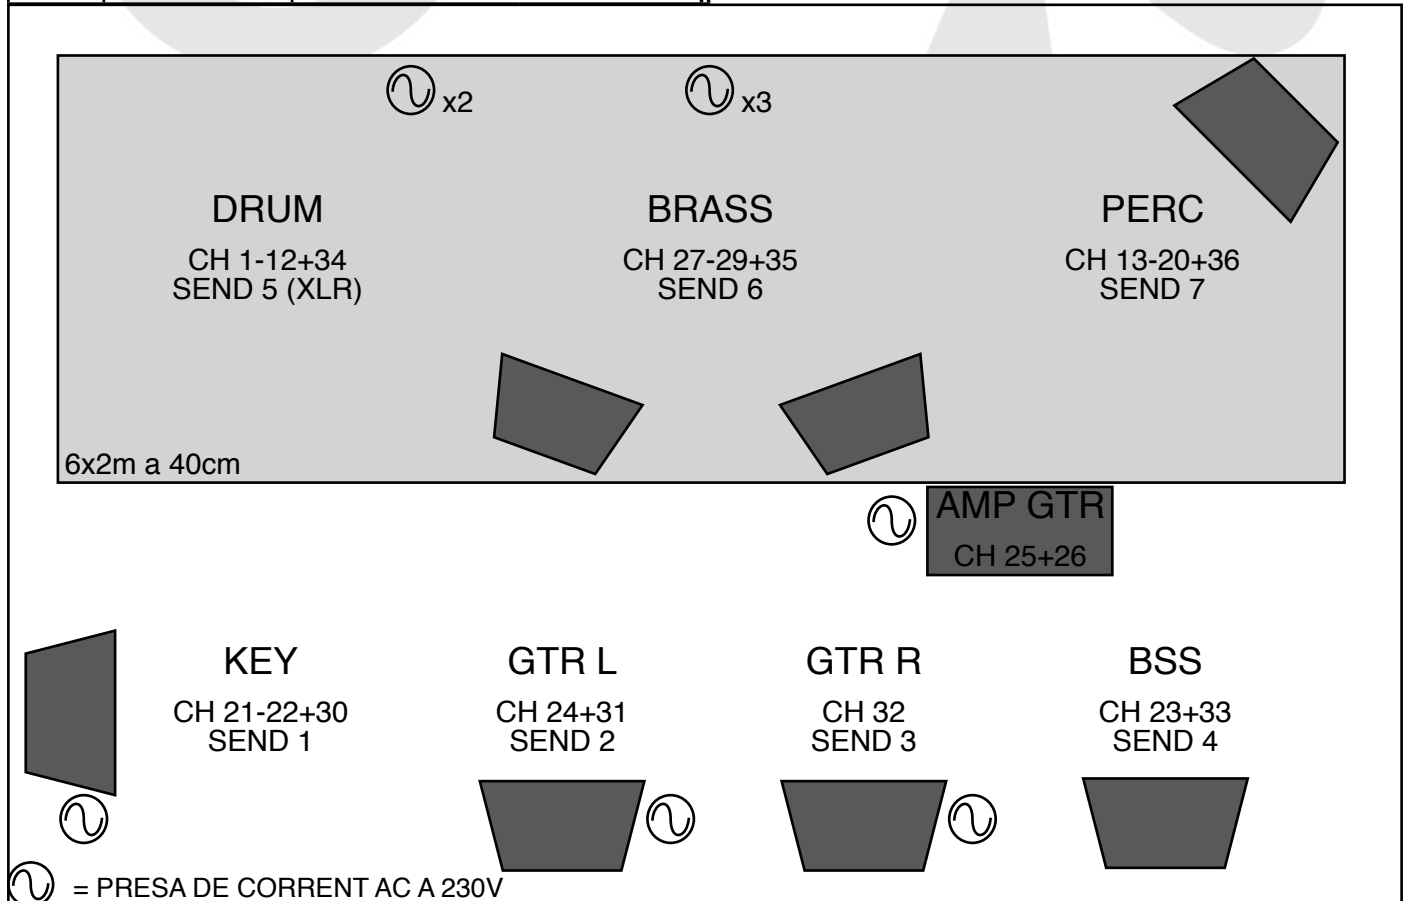 x2
x3
DRUM
CH 1-12+34
SEND 5 (XLR)
BRASS
CH 27-29+35
SEND 6
PERC
CH 13-20+36
SEND 7
6x2m a 40cm
AMP GTR
CH 25+26
KEY
CH 21-22+30
SEND 1
GTR L
CH 24+31
SEND 2
GTR R
CH 32
SEND 3
BSS
CH 23+33
SEND 4
= PRESA DE CORRENT AC A 230V